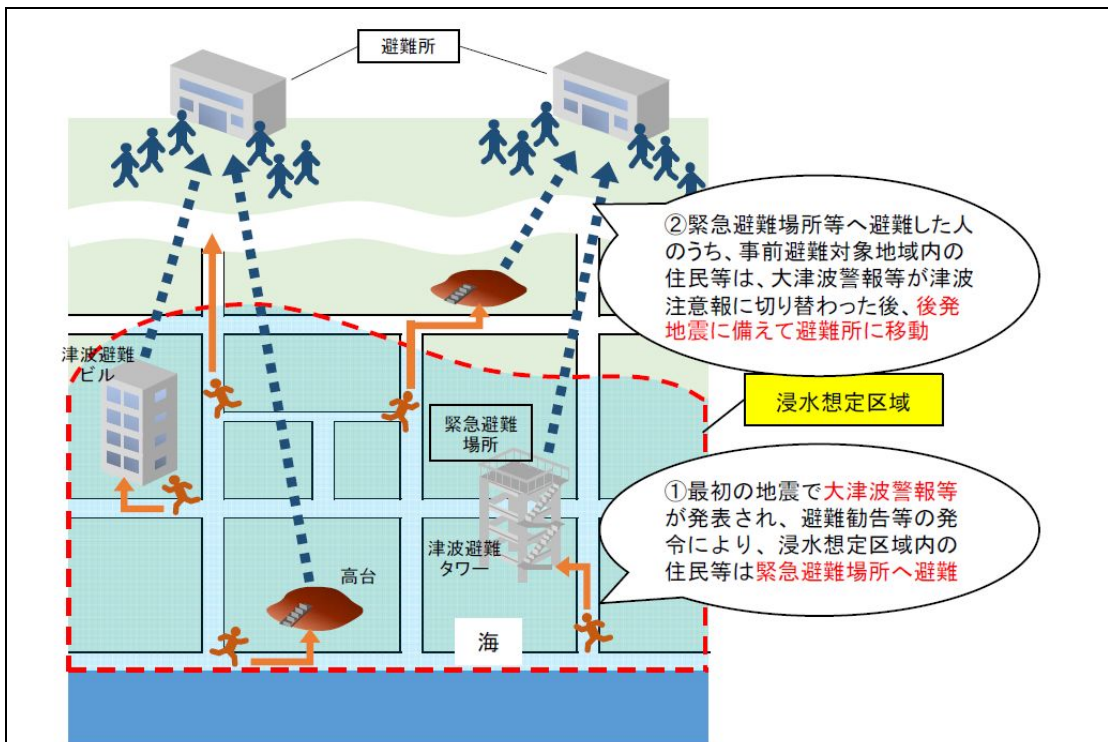 避難所
②緊急避難場所等へ避難した人
のうち、事前避難対象地域内の
住民等は、大津波警報等が津波
注意報に切り替わった後、後発
地震に備えて避難所に移動
津波避難
ビル
浸水想定区域
緊急避難
場所
①最初の地震で大津波警報等
が発表され、避難勧告等の発
令により、浸水想定区域内の
住民等は緊急避難場所へ避難
津波避難
タワー
高台
海